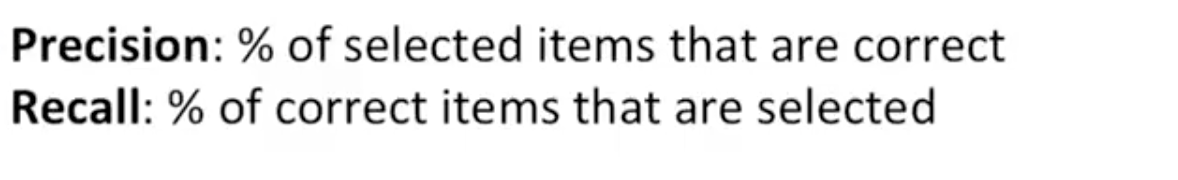 Precision: % of selected items that are correct
Recall: % of correct items that are selected